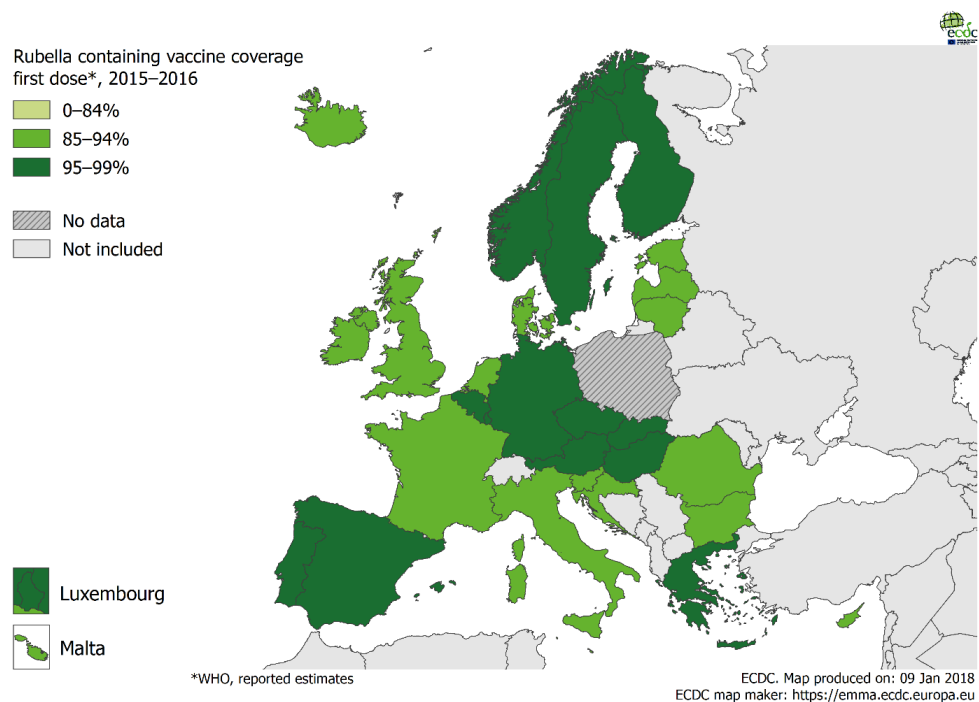 ecdc
Rubella containing vaccine coverage
first dose*, 2015–2016
0–84%
85–94%
95–99%
No data
Not included
Luxembourg
Malta
*WHO, reported estimates
ECDC. Map produced on: 09 Jan 2018
ECDC map maker: https://emma.ecdc.europa.eu